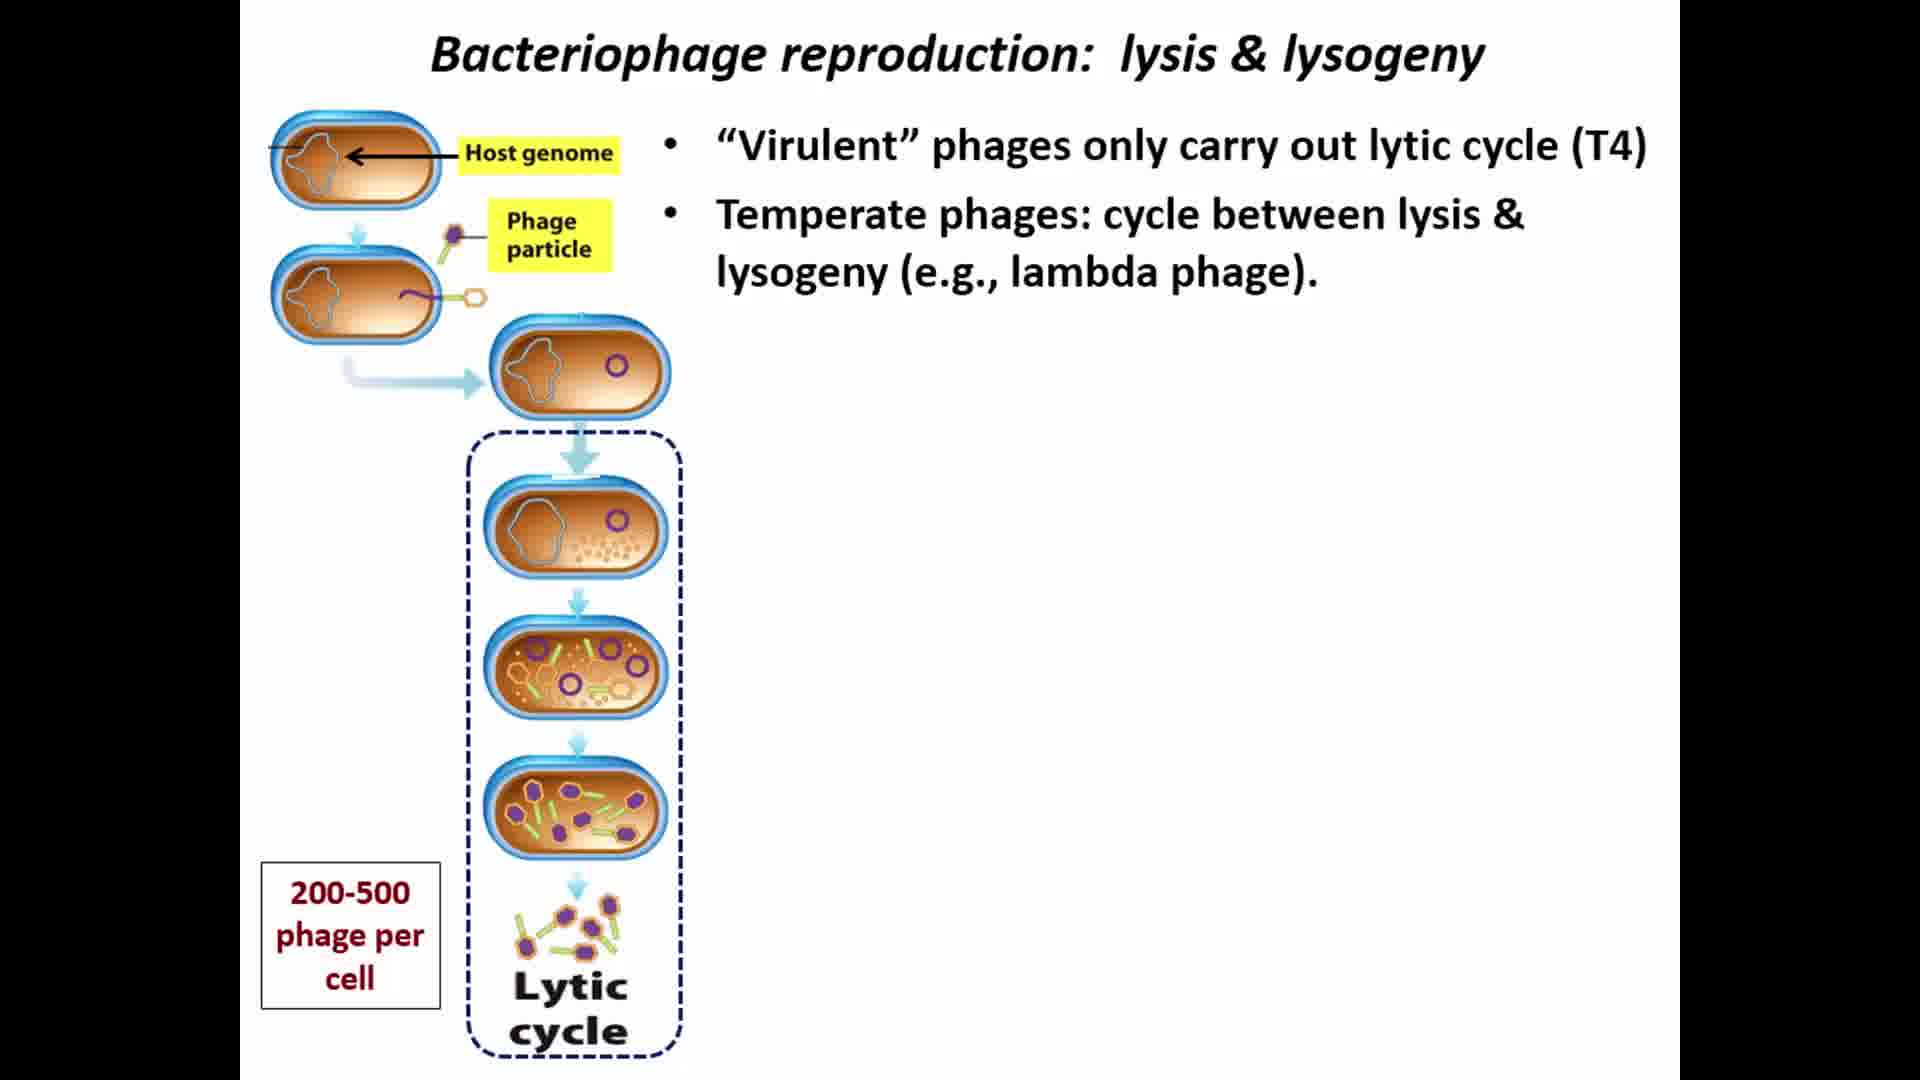 Bacteriophage reproduction: lysis & lysogeny
Host genome
Phage
particle
• “Virulent” phages only carry out lytic cycle (T4)
• Temperate phages: cycle between lysis &
lysogeny (e.g., lambda phage).
200-500
phage per
cell
Lytic
cycle